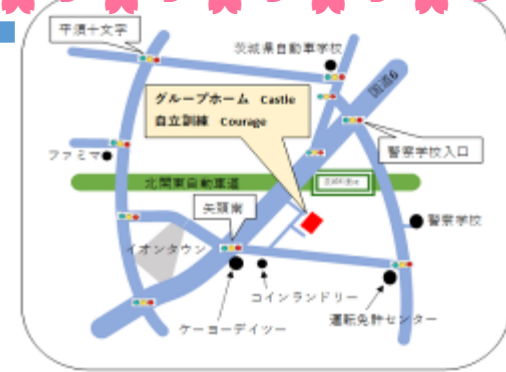 平須十文字
茨城県自動車学校
国道6
グループホーム Castle
自立訓練 Courage
警察学校入口
ファミマ
北関東自動車道
矢頭南
警察学校
イオンタウン
コインランドリー
運転免許センター
ケーヨーデイツー